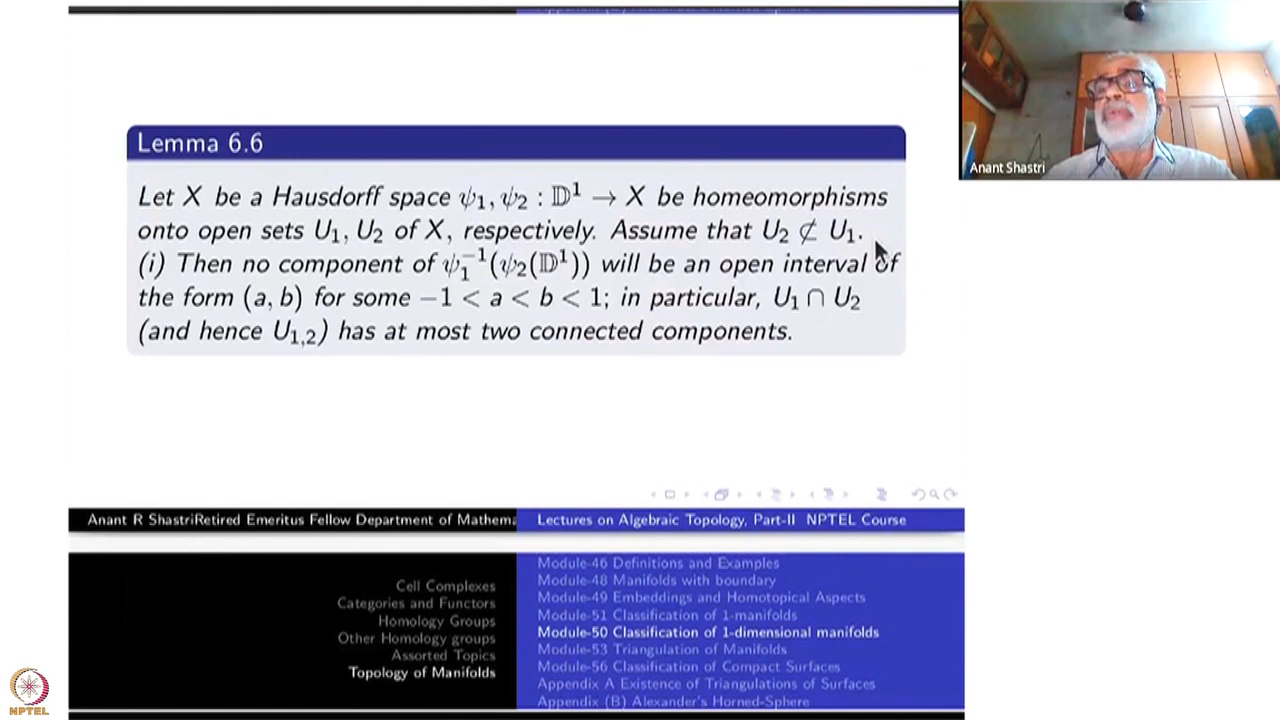 Anant Shastri
Lemma 6.6
Let X be a Hausdorff space ψ₁, ψ₂ : 𝔻¹ → X be homeomorphisms
onto open sets U₁, U₂ of X, respectively. Assume that U₂ ⊄ U₁.
(i) Then no component of ψ₁⁻¹(ψ₂(𝔻¹)) will be an open interval of
the form (a, b) for some −1 < a < b < 1; in particular, U₁ ∩ U₂
(and hence U₁,₂) has at most two connected components.
Anant R ShastriRetired Emeritus Fellow Department of Mathema
Lectures on Algebraic Topology, Part-II NPTEL Course
Cell Complexes
Categories and Functors
Homology Groups
Other Homology groups
Assorted Topics
Topology of Manifolds
Module-46 Definitions and Examples
Module-48 Manifolds with boundary
Module-49 Embeddings and Homotopical Aspects
Module-51 Classification of 1-manifolds
Module-50 Classification of 1-dimensional manifolds
Module-53 Triangulation of Manifolds
Module-56 Classification of Compact Surfaces
Appendix A Existence of Triangulations of Surfaces
Appendix (B) Alexander's Horned-Sphere
NPTEL